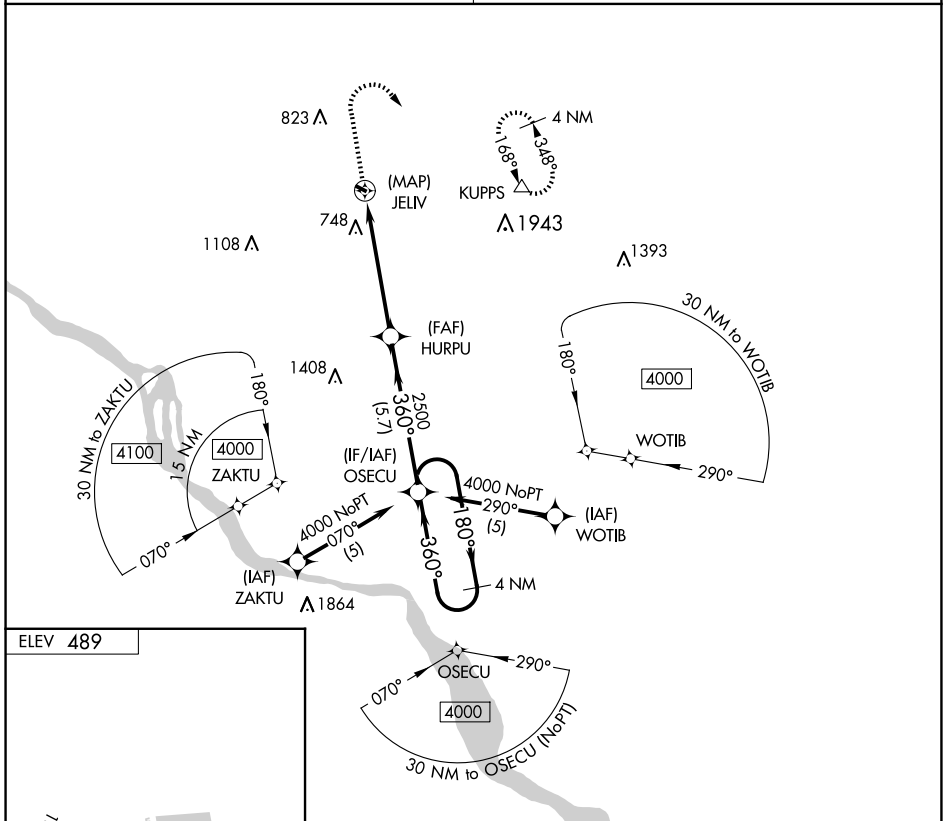 823
4 NM
168°
348°
(MAP)
JELIV
KUPPS
748
1943
1108
1393
(FAF)
HURPU
30 NM to WOTIB
180°
4000
WOTIB
290°
1408
30 NM to ZAKTU
180°
4100
15 NM
4000
ZAKTU
070°
2500
360°
(5.7)
(IF/IAF)
OSECU
4000 NoPT
290°
(5)
(IAF)
WOTIB
4000 NoPT
070°
(5)
180°
360°
4 NM
(IAF)
ZAKTU
1864
ELEV 489
OSECU
070°
290°
4000
30 NM to OSECU (NoPT)